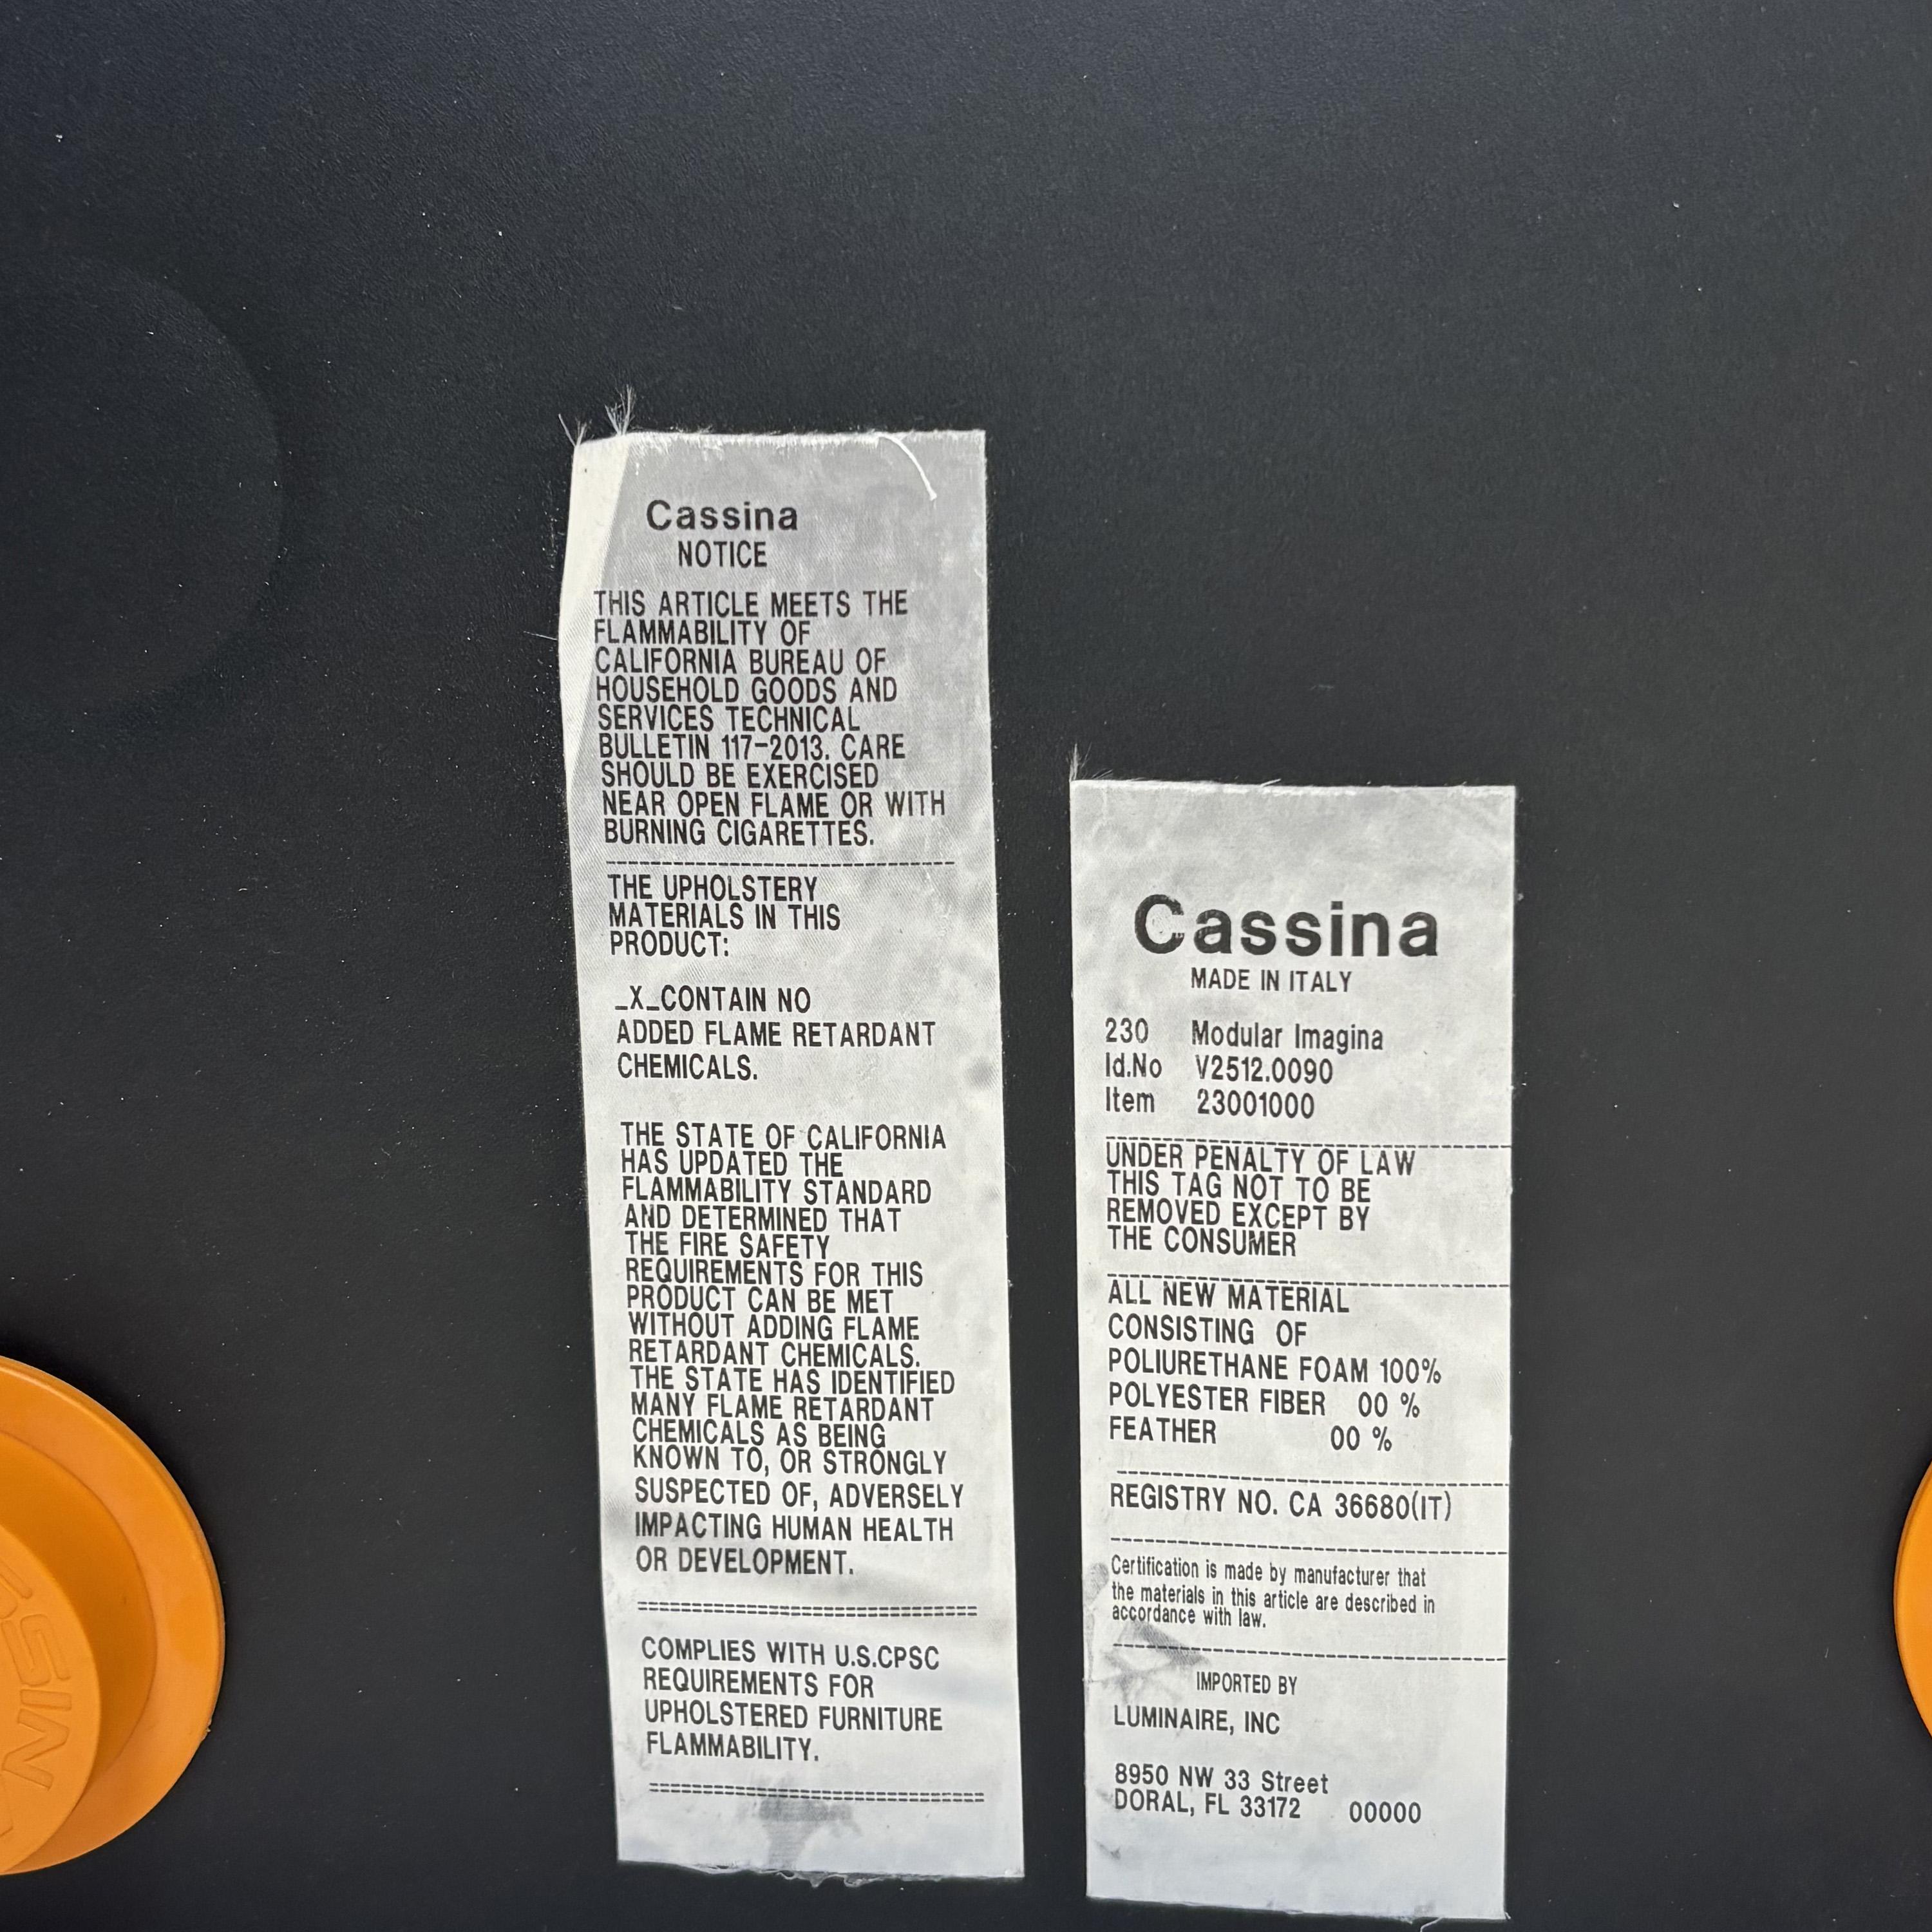 Cassina
NOTICE
THIS ARTICLE MEETS THE
FLAMMABILITY OF
CALIFORNIA BUREAU OF
HOUSEHOLD GOODS AND
SERVICES TECHNICAL
BULLETIN 117-2013. CARE
SHOULD BE EXERCISED
NEAR OPEN FLAME OR WITH
BURNING CIGARETTES.
THE UPHOLSTERY
MATERIALS IN THIS
PRODUCT:
_X_CONTAIN NO
ADDED FLAME RETARDANT
CHEMICALS.
THE STATE OF CALIFORNIA
HAS UPDATED THE
FLAMMABILITY STANDARD
AND DETERMINED THAT
THE FIRE SAFETY
REQUIREMENTS FOR THIS
PRODUCT CAN BE MET
WITHOUT ADDING FLAME
RETARDANT CHEMICALS.
THE STATE HAS IDENTIFIED
MANY FLAME RETARDANT
CHEMICALS AS BEING
KNOWN TO, OR STRONGLY
SUSPECTED OF, ADVERSELY
IMPACTING HUMAN HEALTH
OR DEVELOPMENT.
COMPLIES WITH U.S.CPSC
REQUIREMENTS FOR
UPHOLSTERED FURNITURE
FLAMMABILITY.
Cassina
MADE IN ITALY
230 Modular Imagina
Id.No V2512.0090
Item 23001000
UNDER PENALTY OF LAW
THIS TAG NOT TO BE
REMOVED EXCEPT BY
THE CONSUMER
ALL NEW MATERIAL
CONSISTING OF
POLIURETHANE FOAM 100%
POLYESTER FIBER 00 %
FEATHER 00 %
REGISTRY NO. CA 36680(IT)
Certification is made by manufacturer that
the materials in this article are described in
accordance with law.
IMPORTED BY
LUMINAIRE, INC
8950 NW 33 Street
DORAL, FL 33172 00000